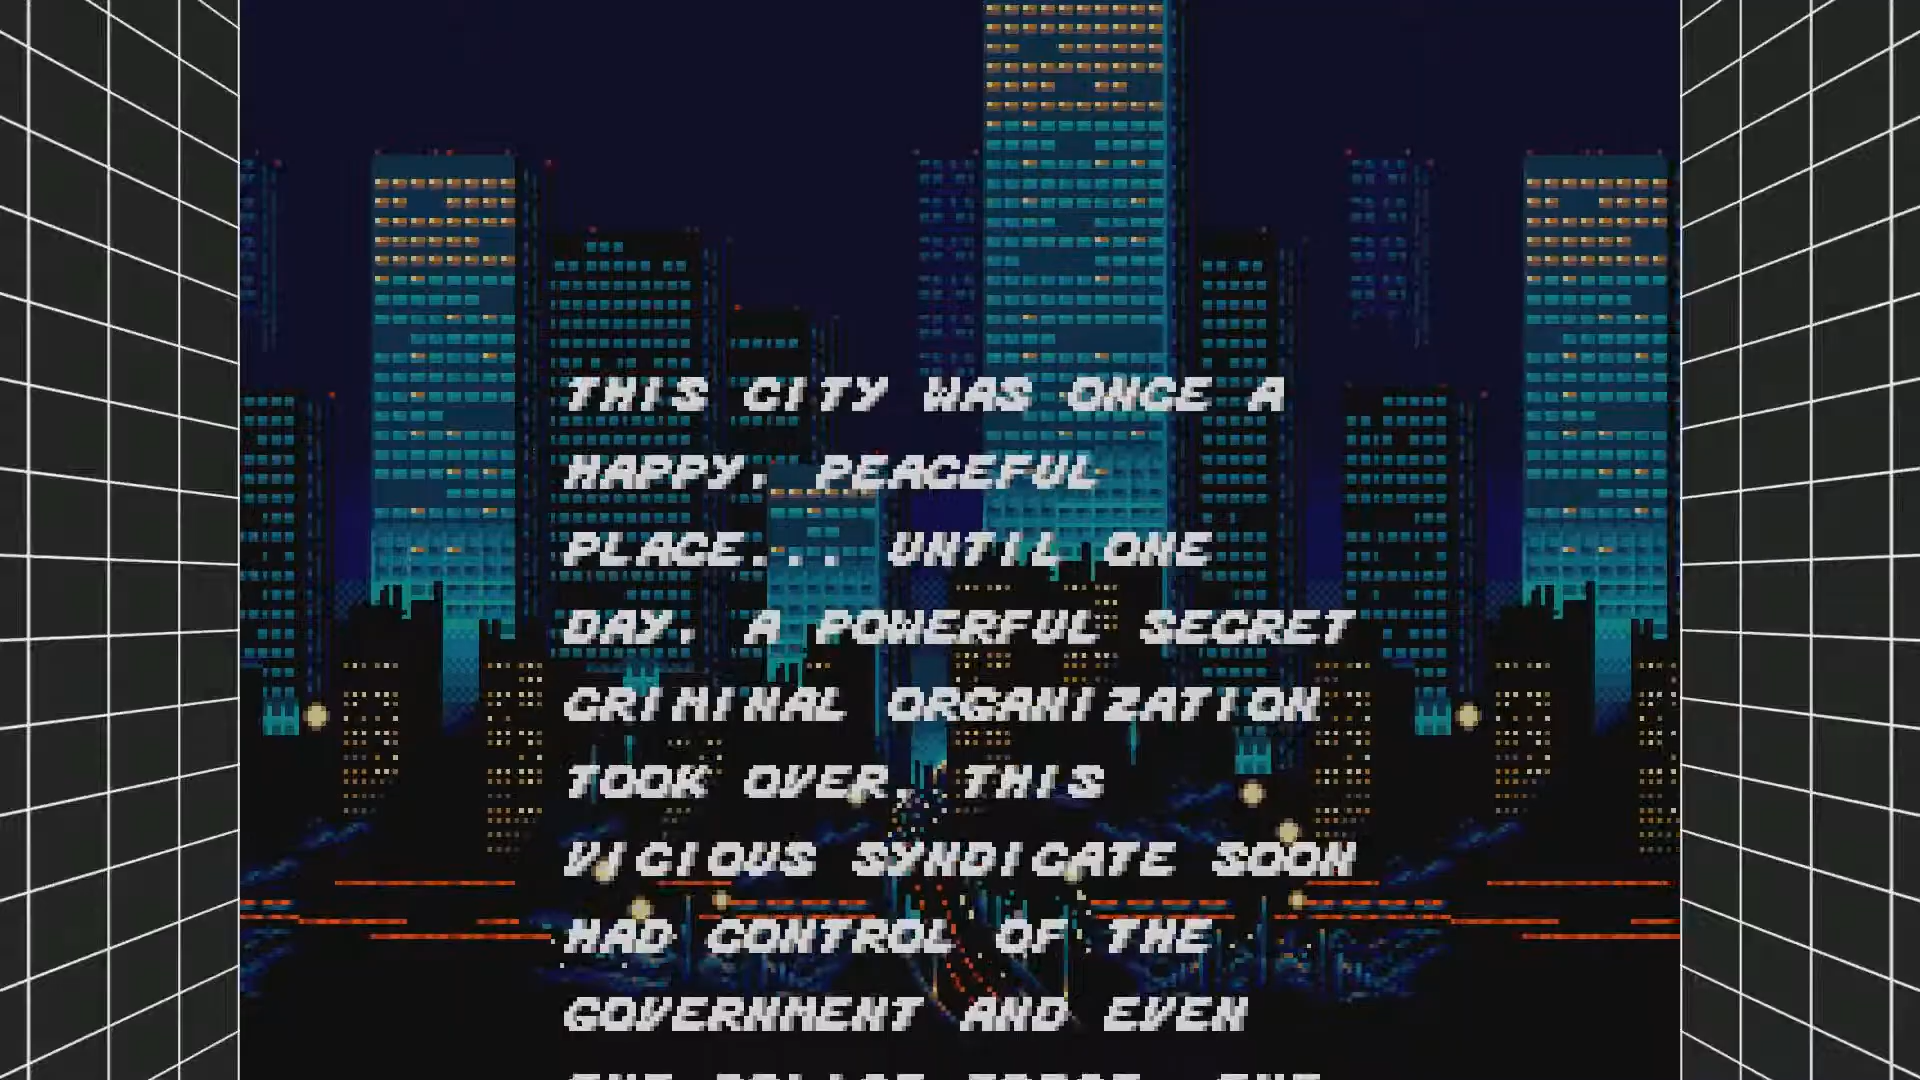 THIS CITY WAS ONCE A
HAPPY, PEACEFUL
PLACE... UNTIL ONE
DAY, A POWERFUL SECRET
CRIMINAL ORGANIZATION
TOOK OVER. THIS
VICIOUS SYNDICATE SOON
HAD CONTROL OF THE
GOVERNMENT AND EVEN